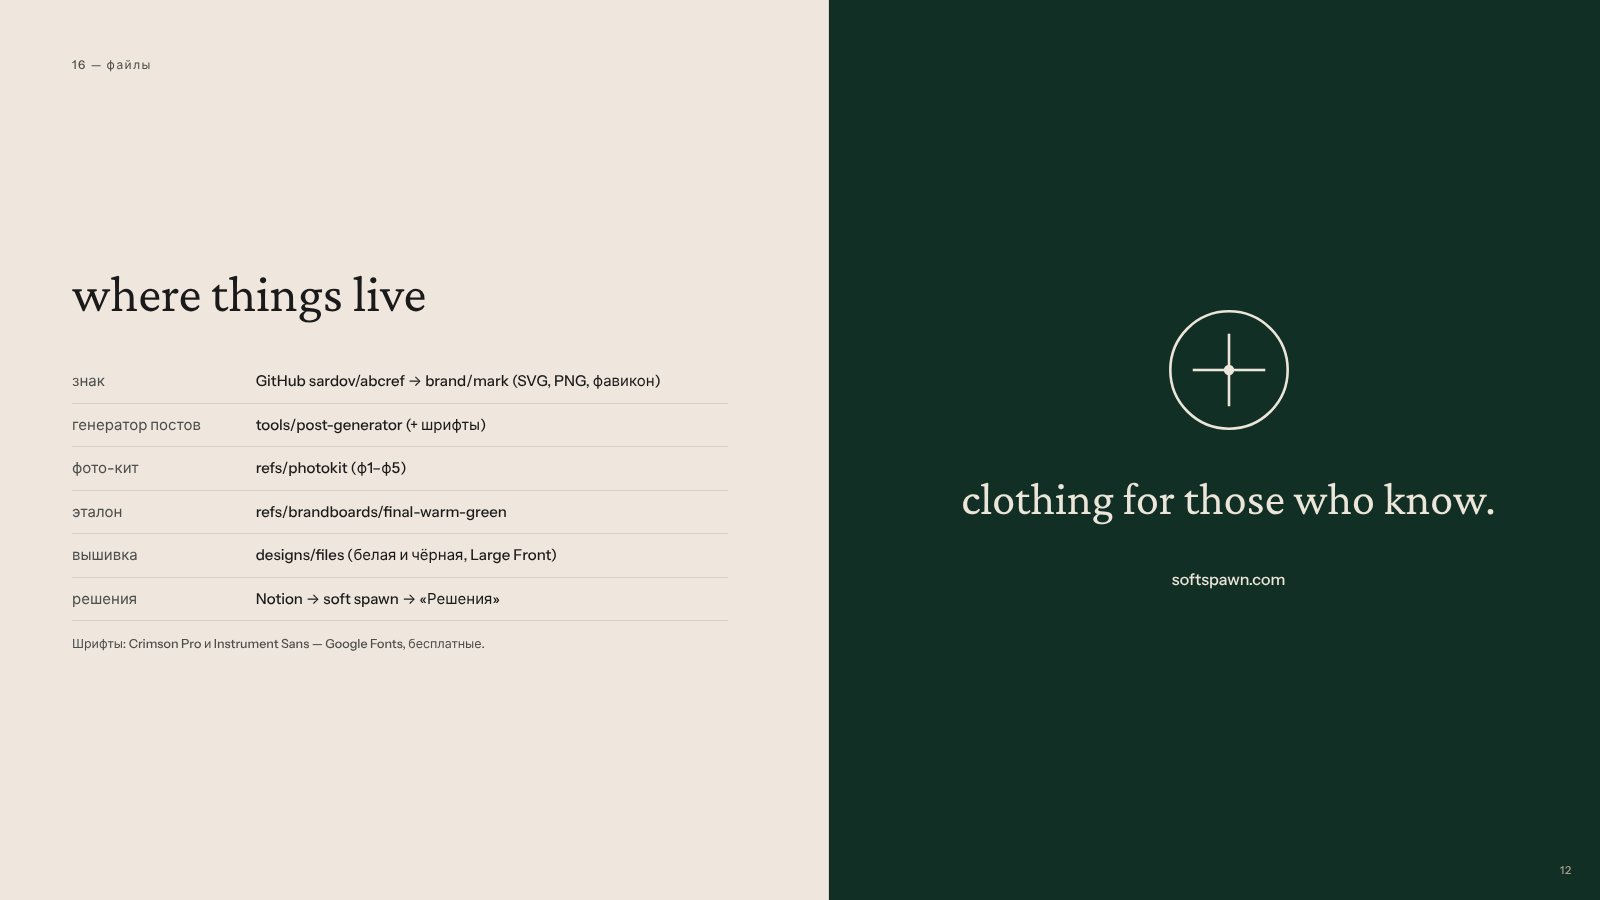 16 — файлы
where things live
знак GitHub sardov/abcref → brand/mark (SVG, PNG, фавикон)
генератор постов tools/post-generator (+ шрифты)
фото-кит refs/photokit (ф1–ф5)
эталон refs/brandboards/final-warm-green
вышивка designs/files (белая и чёрная, Large Front)
решения Notion → soft spawn → «Решения»
Шрифты: Crimson Pro и Instrument Sans — Google Fonts, бесплатные.
clothing for those who know.
softspawn.com
12